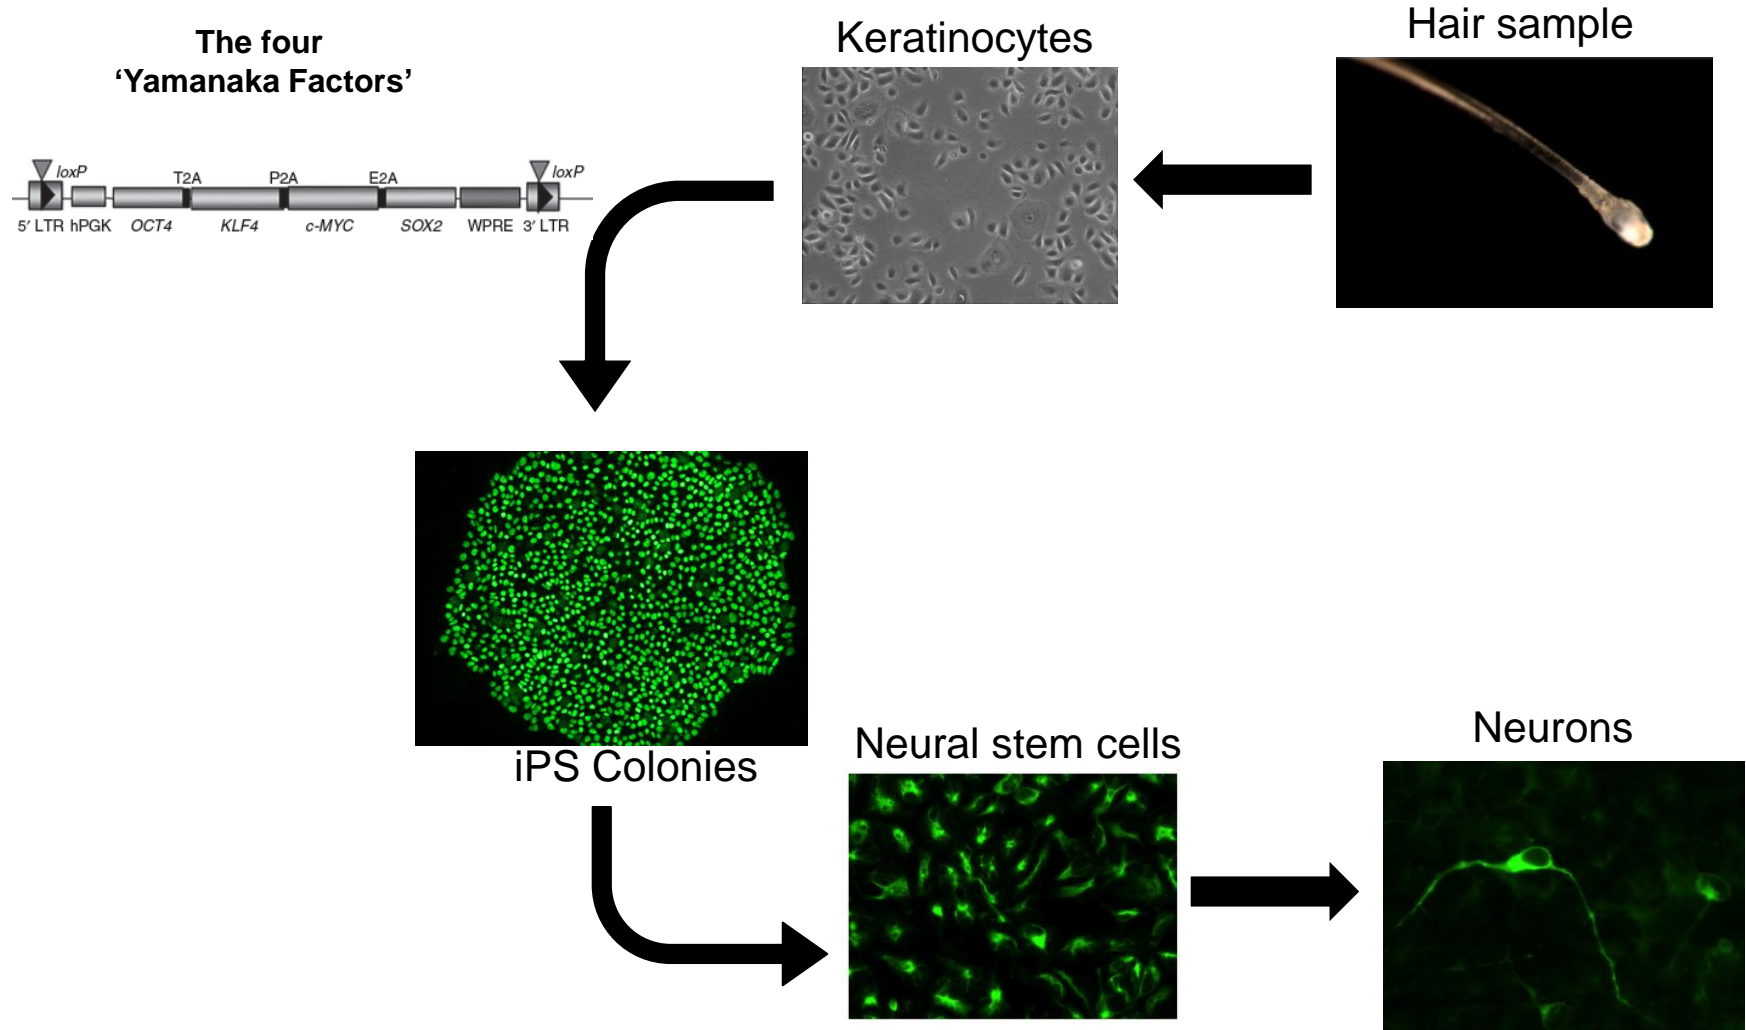 The four
‘Yamanaka Factors’
Keratinocytes
Hair sample
loxP
T2A
P2A
E2A
loxP
5′ LTR
hPGK
OCT4
KLF4
c-MYC
SOX2
WPRE
3′ LTR
iPS Colonies
Neural stem cells
Neurons